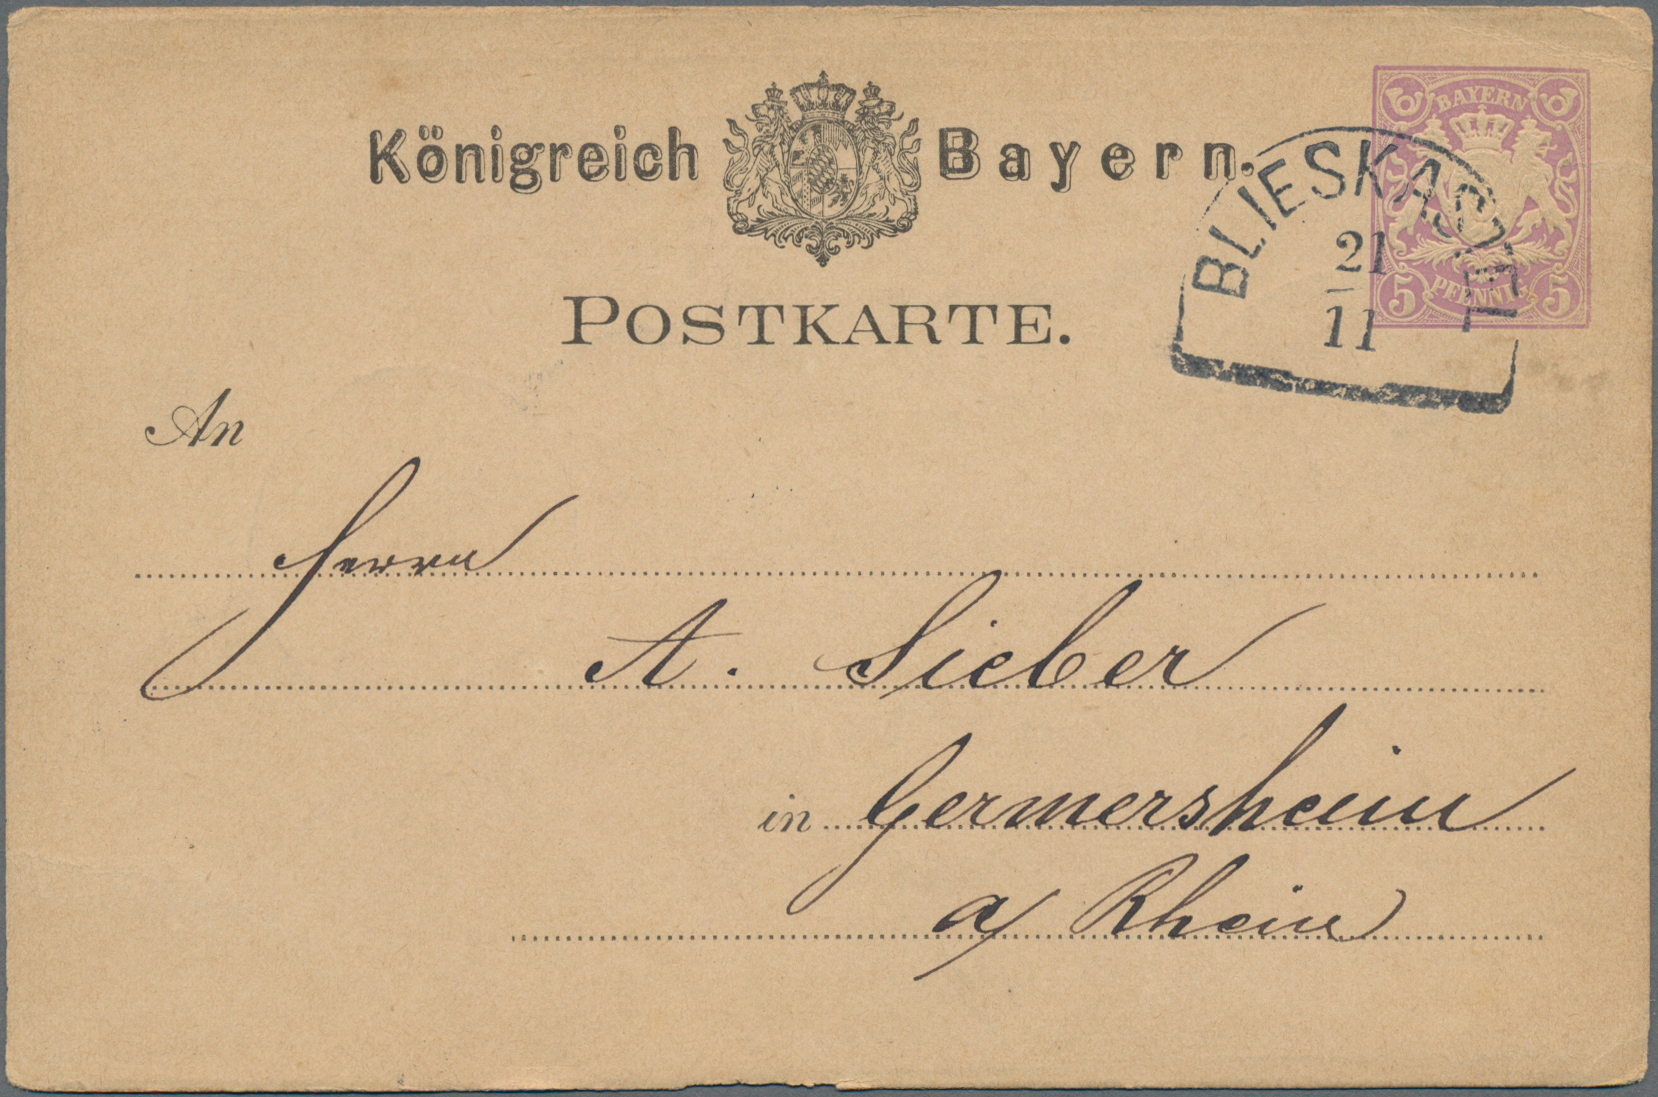 Königreich Bayern.
BAYERN
5 PFENNIG 5
BLIESKASTEL
21
11
POSTKARTE.
An
Herrn
A. Sieber
in Germersheim
a/ Rhein